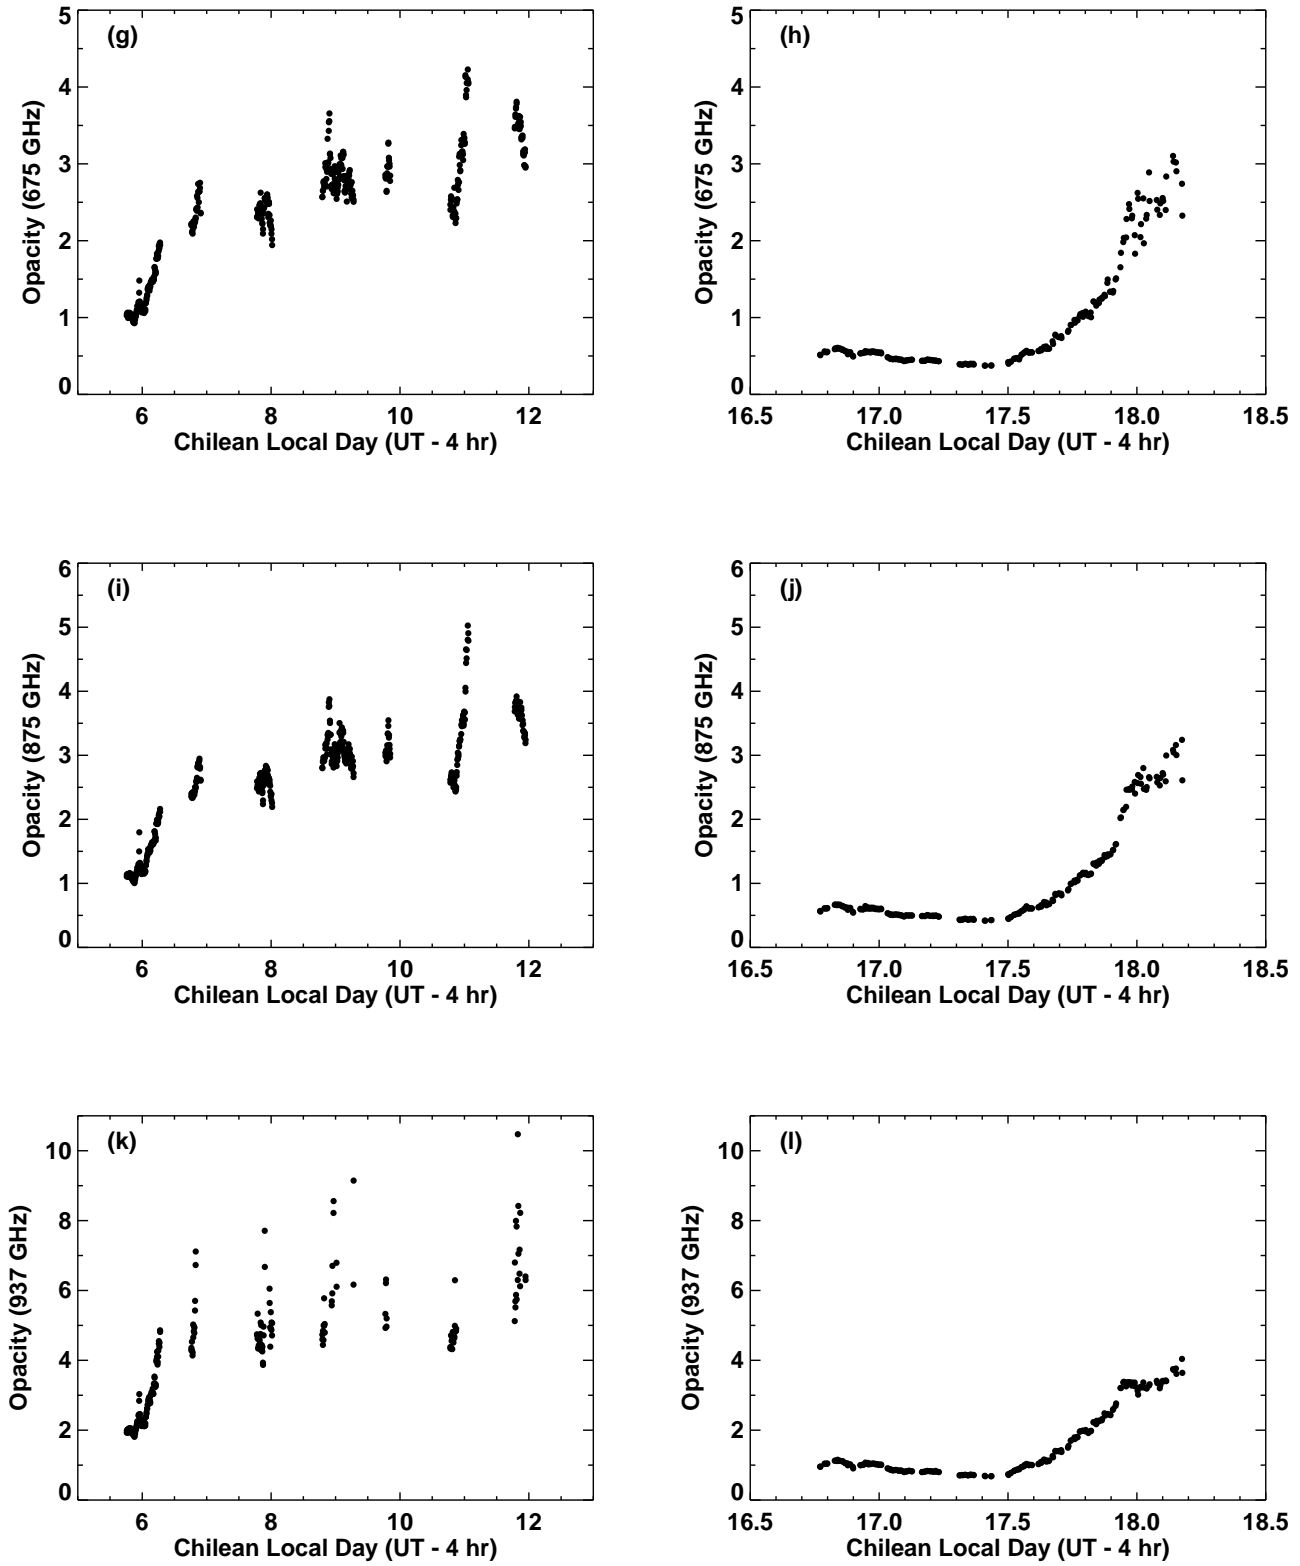 (g)
Opacity (675 GHz)
5
4
3
2
1
0
6 8 10 12
Chilean Local Day (UT - 4 hr)
(h)
Opacity (675 GHz)
5
4
3
2
1
0
16.5 17.0 17.5 18.0 18.5
Chilean Local Day (UT - 4 hr)
(i)
Opacity (875 GHz)
6
5
4
3
2
1
0
6 8 10 12
Chilean Local Day (UT - 4 hr)
(j)
Opacity (875 GHz)
6
5
4
3
2
1
0
16.5 17.0 17.5 18.0 18.5
Chilean Local Day (UT - 4 hr)
(k)
Opacity (937 GHz)
10
8
6
4
2
0
6 8 10 12
Chilean Local Day (UT - 4 hr)
(l)
Opacity (937 GHz)
10
8
6
4
2
0
16.5 17.0 17.5 18.0 18.5
Chilean Local Day (UT - 4 hr)